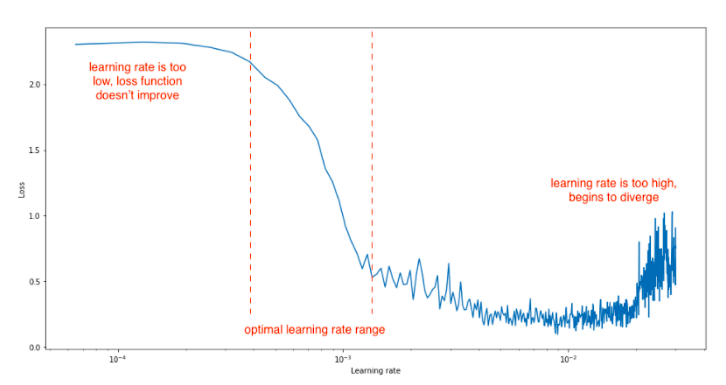 learning rate is too
low, loss function
doesn't improve
learning rate is too high,
begins to diverge
optimal learning rate range
Loss
2.0
1.5
1.0
0.5
0.0
10⁻⁴
10⁻³
10⁻²
Learning rate